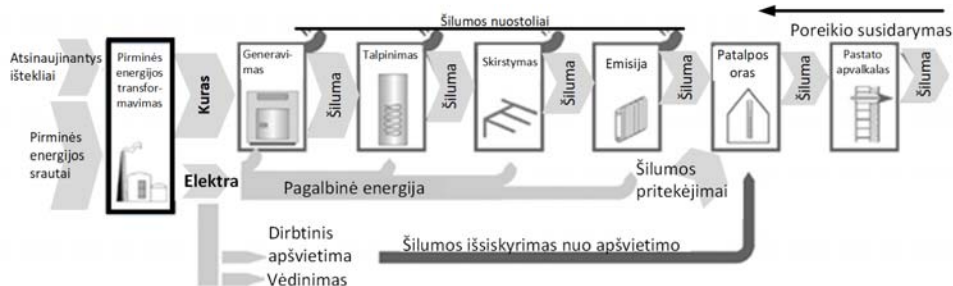 Šilumos nuostoliai
Poreikio susidarymas
Atsinaujinantys
ištekliai
Pirminės
energijos
srautai
Pirminės
energijos
transfor-
mavimas
Kuras
Generavi-
mas
Šiluma
Talpinimas
Šiluma
Skirstymas
Šiluma
Emisija
Šiluma
Patalpos
oras
Šiluma
Pastato
apvalkalas
Šiluma
Elektra
Pagalbinė energija
Šilumos
pritekėjimai
Dirbtinis
apšvietima
Vėdinimas
Šilumos išsiskyrimas nuo apšvietimo